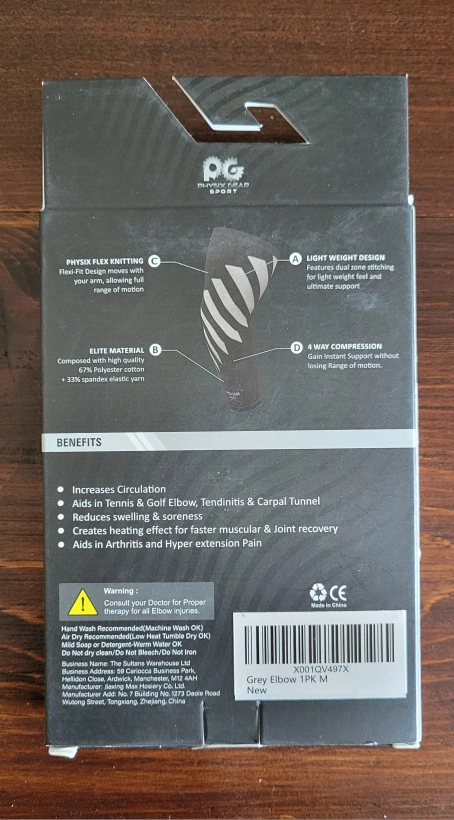 PG
PHYSIX GEAR
SPORT
PHYSIX FLEX KNITTING C
Flexi-Fit Design moves with
your arm, allowing full
range of motion
A LIGHT WEIGHT DESIGN
Features dual zone stitching
for light weight feel and
ultimate support
ELITE MATERIAL B
Composed with high quality
67% Polyester cotton
+ 33% spandex elastic yarn
D 4 WAY COMPRESSION
Gain Instant Support without
losing Range of motion.
BENEFITS
• Increases Circulation
• Aids in Tennis & Golf Elbow, Tendinitis & Carpal Tunnel
• Reduces swelling & soreness
• Creates heating effect for faster muscular & Joint recovery
• Aids in Arthritis and Hyper extension Pain
Warning :
Consult your Doctor for Proper
therapy for all Elbow injuries.
Hand Wash Recommended(Machine Wash OK)
Air Dry Recommended(Low Heat Tumble Dry OK)
Mild Soap or Detergent-Warm Water OK
Do Not dry clean/Do Not Bleach/Do Not Iron
Business Name: The Sultans Warehouse Ltd
Business Address: 69 Cariocca Business Park,
Hellidon Close, Ardwick, Manchester, M12 4AH
Manufacturer: Jiaxing Max Hosiery Co. Ltd.
Manufacturer Add: No. 7 Building No. 1273 Daole Road
Wutong Street, Tongxiang, Zhejiang, China
CE
Made in China
X001QV497X
Grey Elbow 1PK M
New